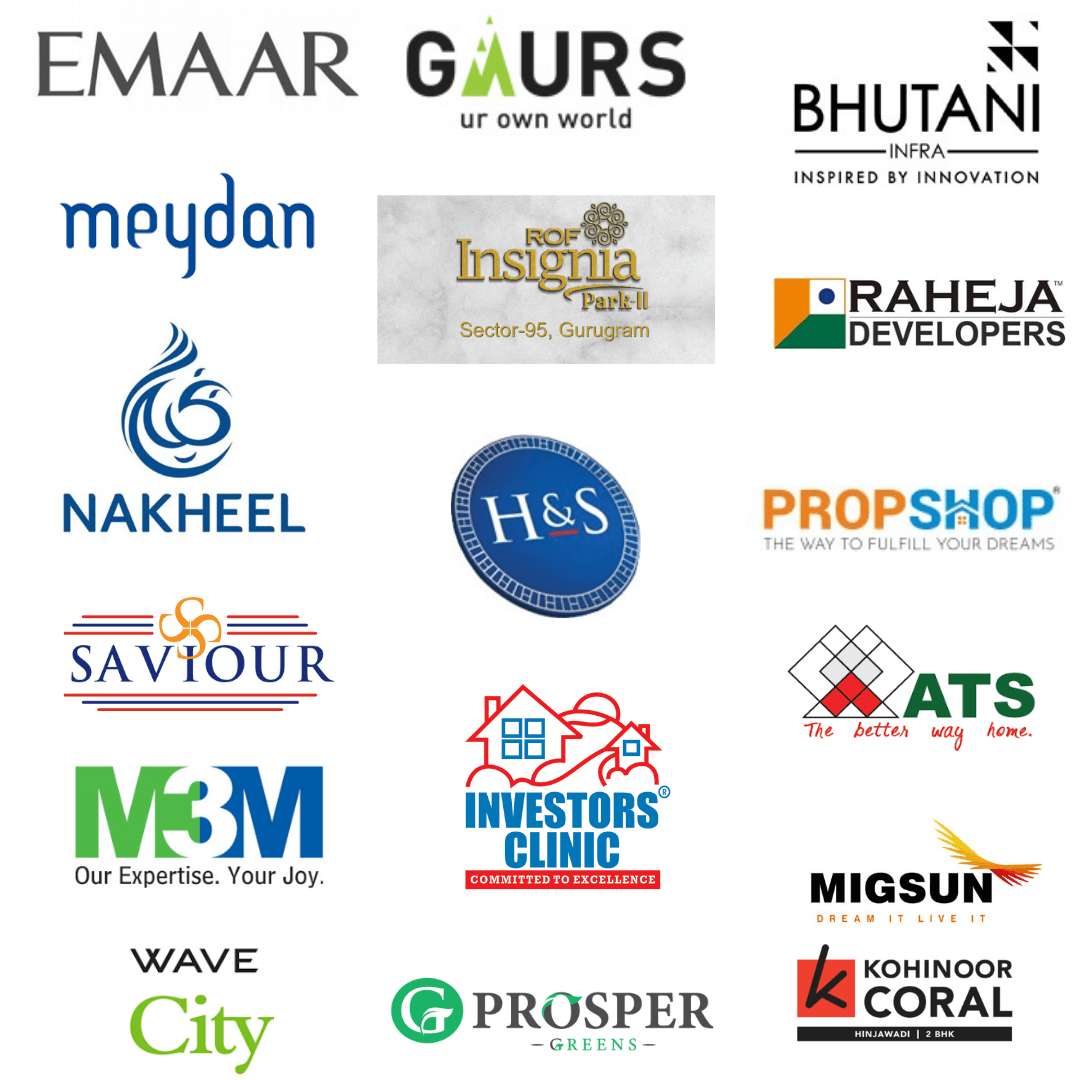 EMAAR
GAURS
ur own world
BHUTANI
INFRA
INSPIRED BY INNOVATION
meydan
ROF
Insignia
Park-II
Sector-95, Gurugram
RAHEJA™
DEVELOPERS
NAKHEEL
H&S
PROPSHOP®
THE WAY TO FULFILL YOUR DREAMS
SAVIOUR
INVESTORS®
CLINIC
COMMITTED TO EXCELLENCE
ATS
The better way home.
M3M
Our Expertise. Your Joy.
MIGSUN
DREAM IT LIVE IT
WAVE
City
G PROSPER
GREENS
k KOHINOOR
CORAL
HINJAWADI | 2 BHK